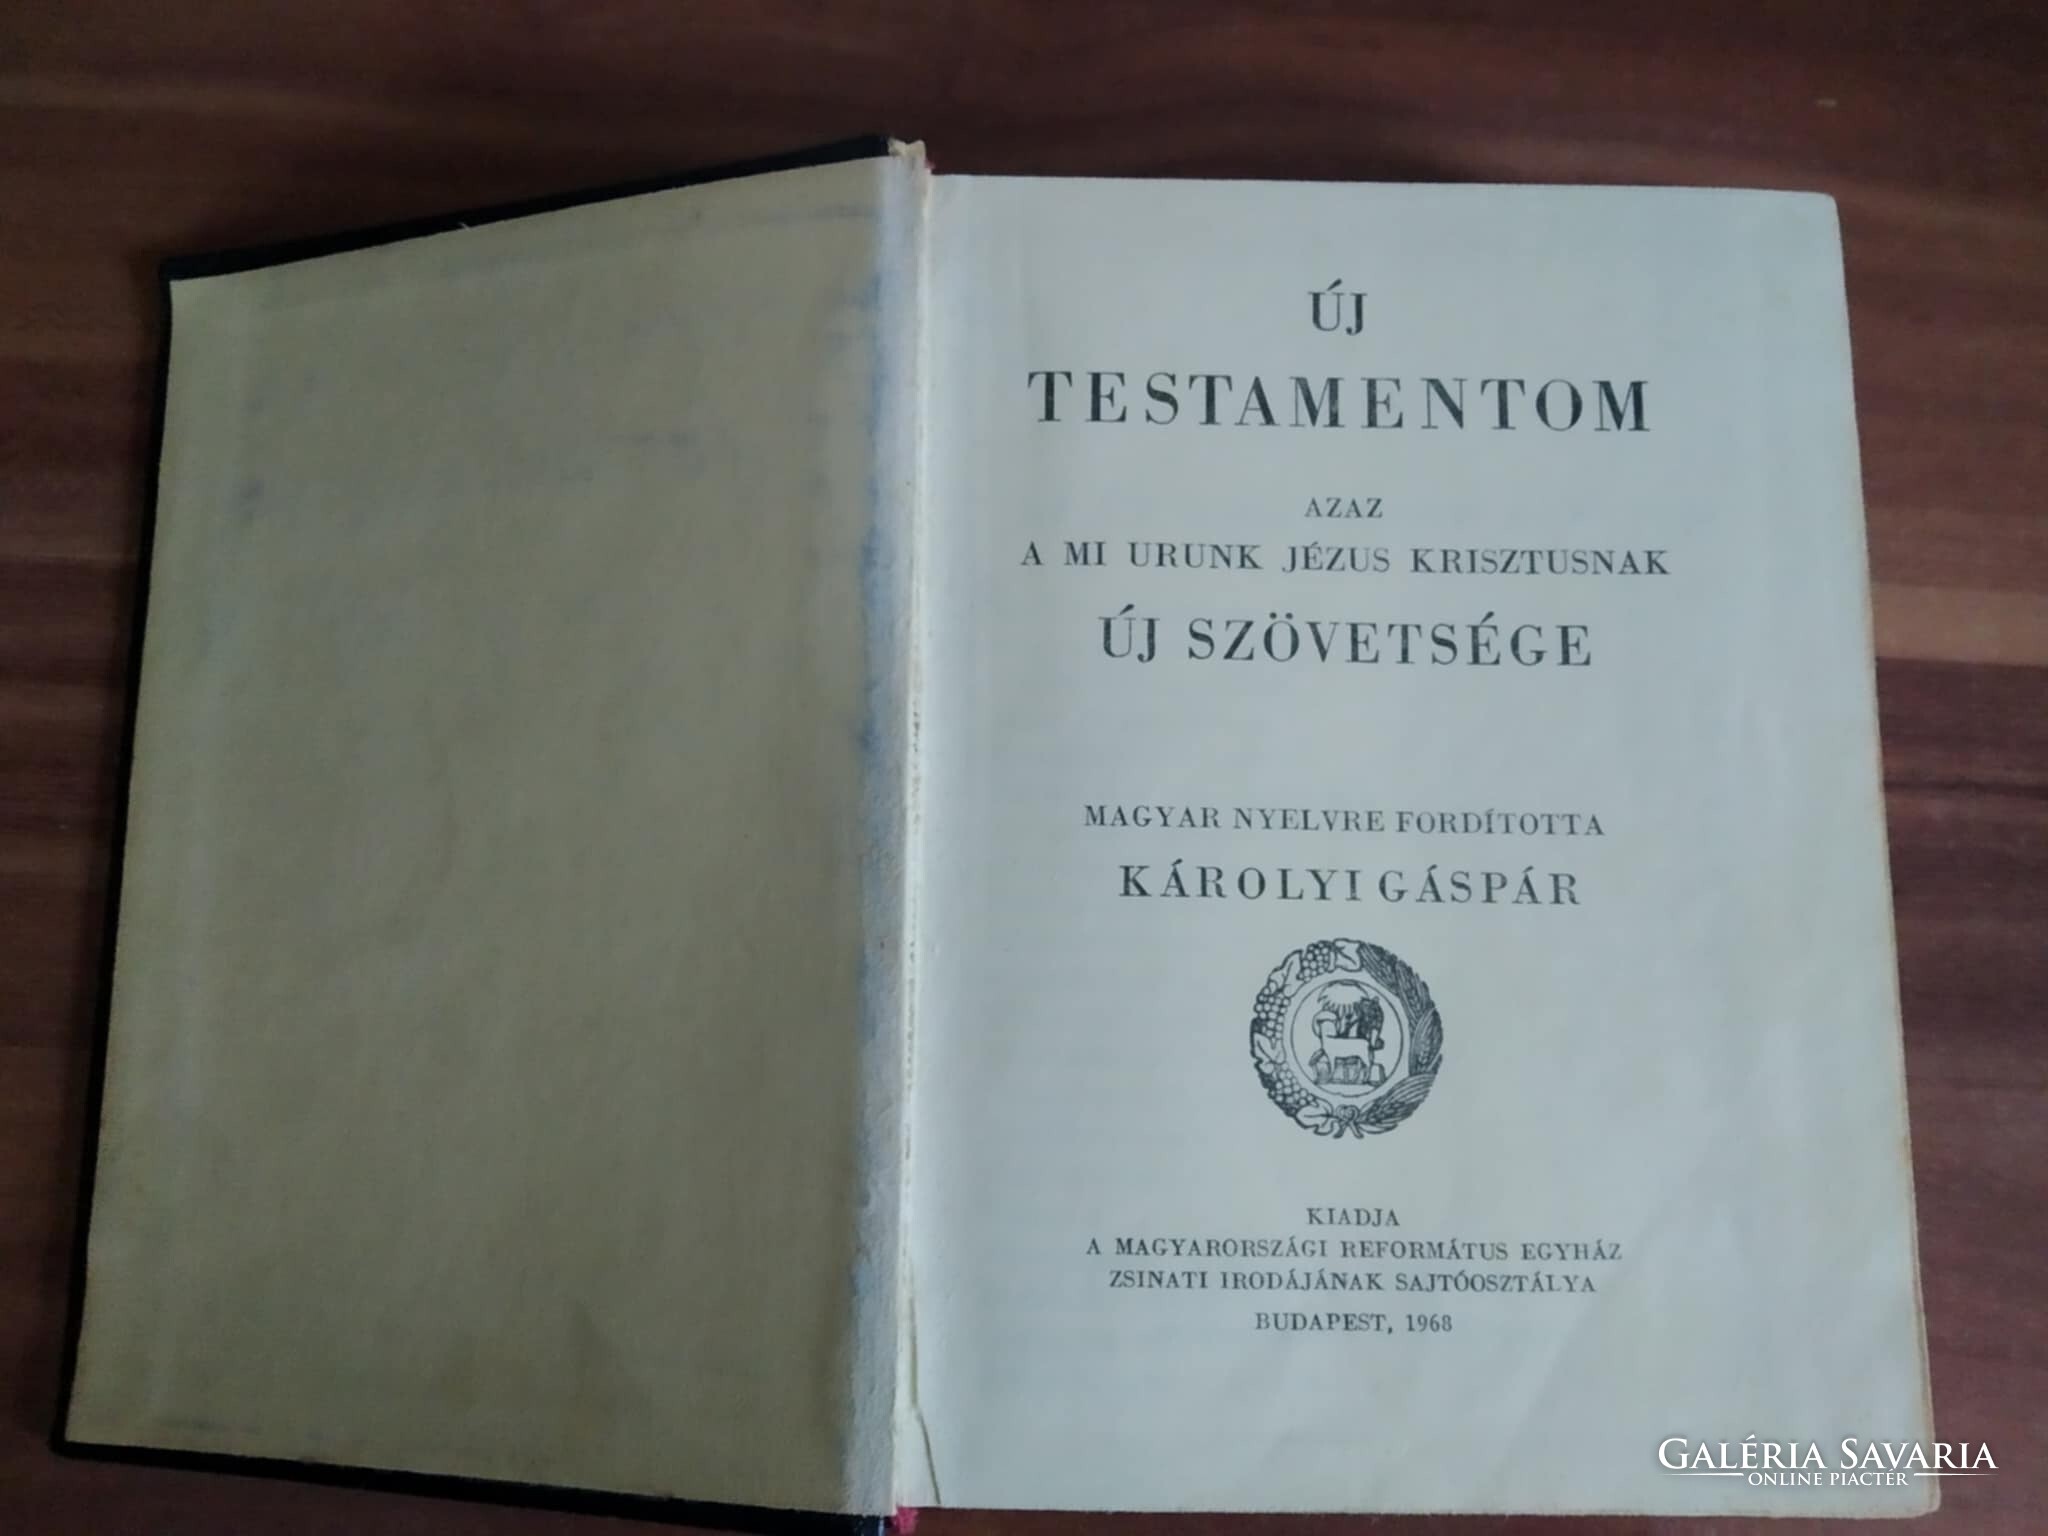 ÚJ
TESTAMENTOM
AZAZ
A MI URUNK JÉZUS KRISZTUSNAK
ÚJ SZÖVETSÉGE
MAGYAR NYELVRE FORDÍTOTTA
KÁROLYI GÁSPÁR
KIADJA
A MAGYARORSZÁGI REFORMÁTUS EGYHÁZ
ZSINATI IRODÁJÁNAK SAJTÓOSZTÁLYA
BUDAPEST, 1968
GALÉRIA SAVARIA
ONLINE PIACTÉR